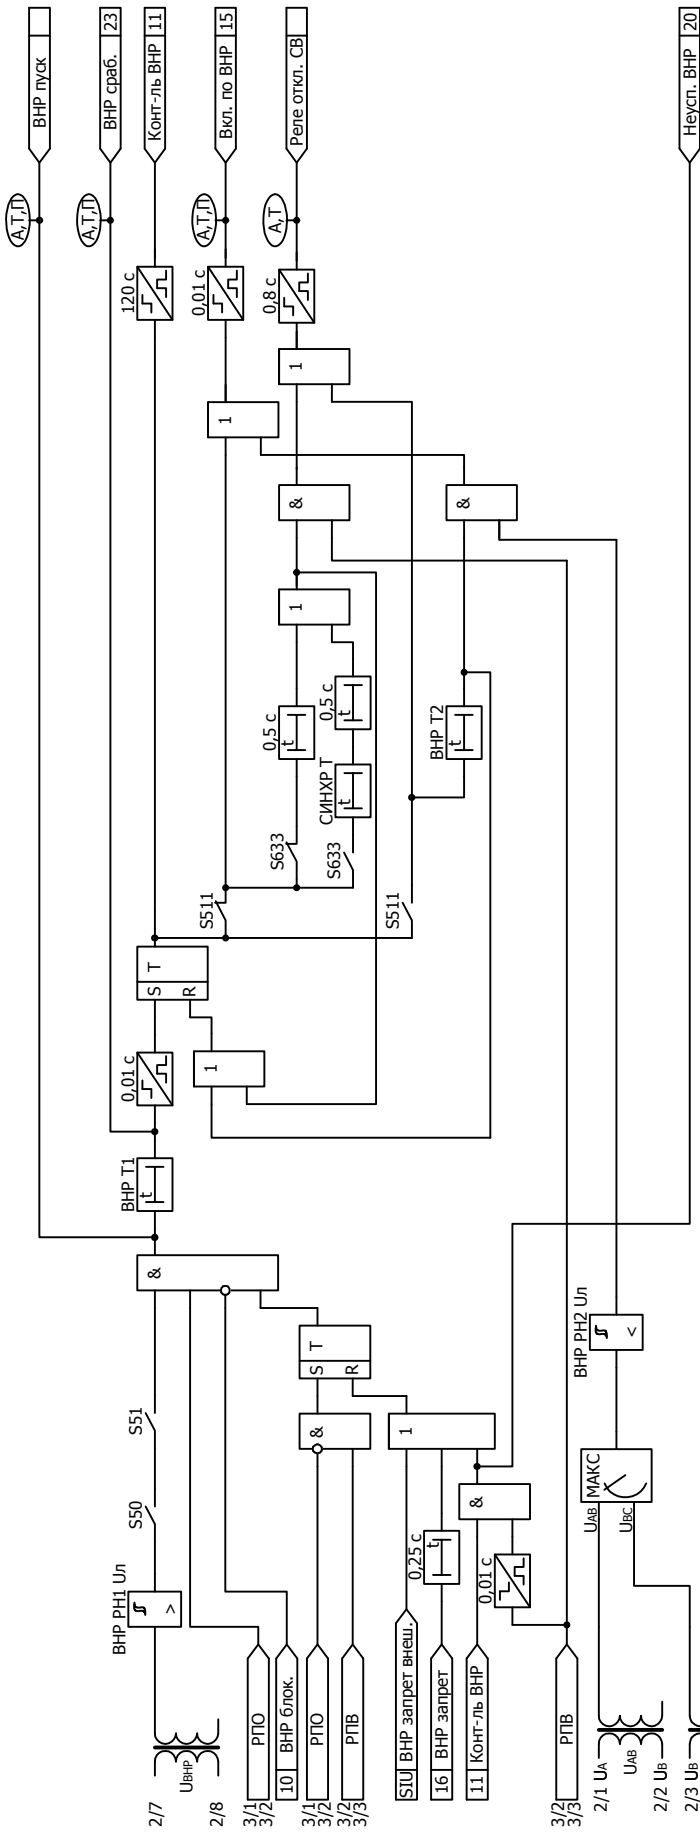 ВНР пуск
ВНР сраб. 23
Конт-ль ВНР 11
Вкл. по ВНР 15
Реле откл. СВ
Неусп. ВНР 20
А,Т,П
А,Т,П
А,Т,П
А,Т
120 с
0,01 с
0,8 с
1
1
&
&
1
0,5 с
t
0,5 с
t
СИНХР Т
t
ВНР Т2
t
S633
S633
S511
S511
S T
R
0,01 с
1
ВНР Т1
t
&
S T
R
&
1
&
S51
S50
ВНР РН1 Uл
>
0,25 с
t
0,01 с
ВНР РН2 Uл
<
МАКС
UАВ
UВС
2/7
UВНР
2/8
3/1
3/2
РПО
10 ВНР блок.
3/1
3/2
РПО
3/2
3/3
РПВ
SIU ВНР запрет внеш.
16 ВНР запрет
11 Конт-ль ВНР
3/2
3/3
РПВ
2/1 UА
UАВ
2/2 UВ
2/3 UВ